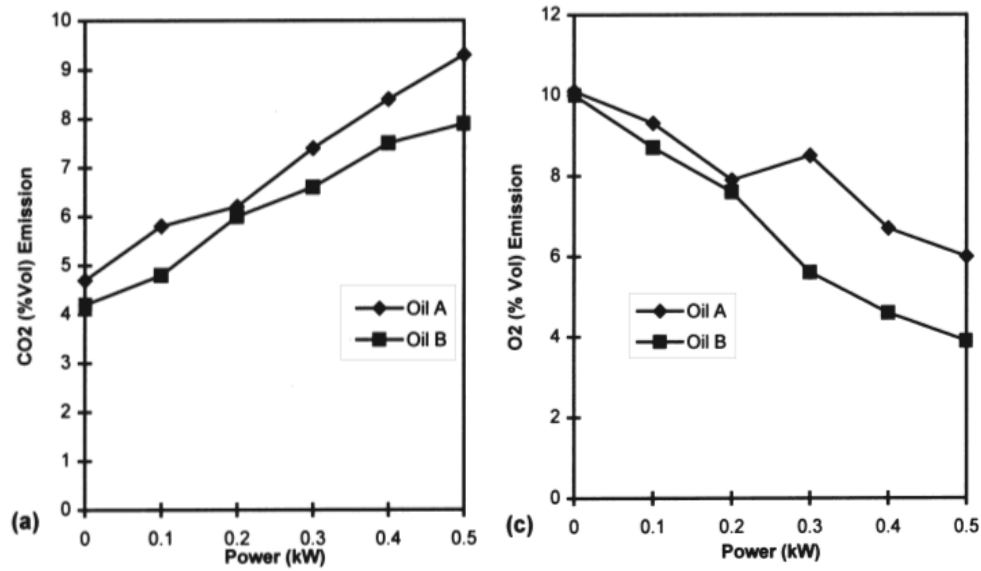 10
9
8
7
6
5
4
3
2
1
0
CO2 (%Vol) Emission
Oil A
Oil B
0 0.1 0.2 0.3 0.4 0.5
Power (kW)
(a)
12
10
8
6
4
2
0
O2 (% Vol) Emission
Oil A
Oil B
0 0.1 0.2 0.3 0.4 0.5
Power (kW)
(c)